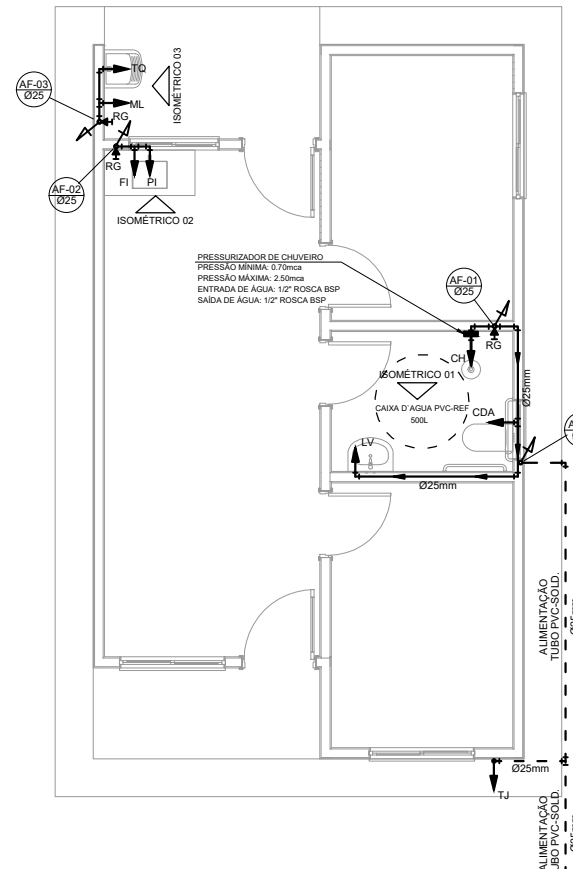 AF-03
Ø25
TQ
ISOMÉTRICO 03
ML
RG
AF-02
Ø25
RG
FI
PI
ISOMÉTRICO 02
PRESSURIZADOR DE CHUVEIRO
PRESSÃO MÍNIMA: 0.70mca
PRESSÃO MÁXIMA: 2.50mca
ENTRADA DE ÁGUA: 1/2" ROSCA BSP
SAÍDA DE ÁGUA: 1/2" ROSCA BSP
AF-01
Ø25
RG
CH
ISOMÉTRICO 01
Ø25mm
CAIXA D`AGUA PVC-REF
500L
CDA
LV
Ø25mm
ALIMENTAÇÃO
TUBO PVC-SOLD.
Ø25mm
TJ
ALIMENTAÇÃO
TUBO PVC-SOLD.